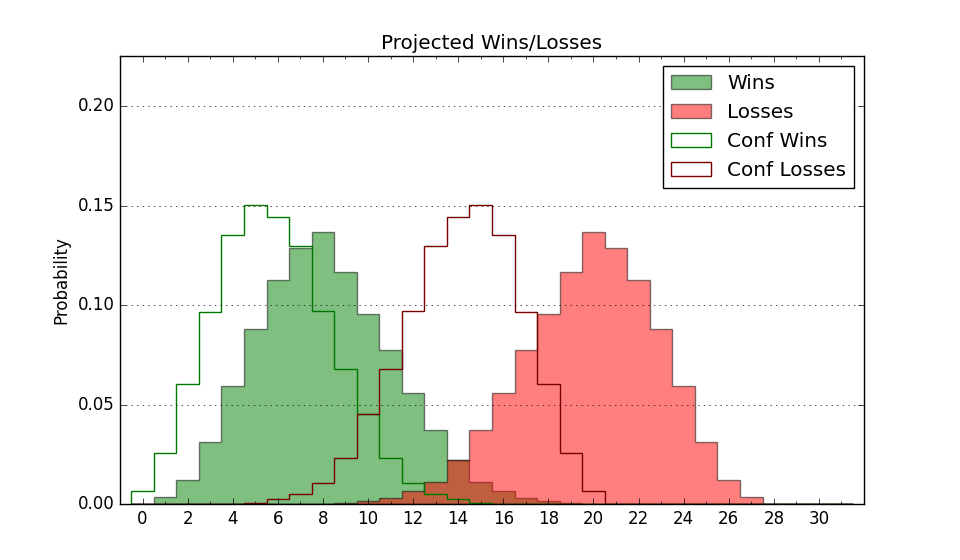 Projected Wins/Losses
Wins
Losses
Conf Wins
Conf Losses
Probability
0.20
0.15
0.10
0.05
0.00
0 2 4 6 8 10 12 14 16 18 20 22 24 26 28 30